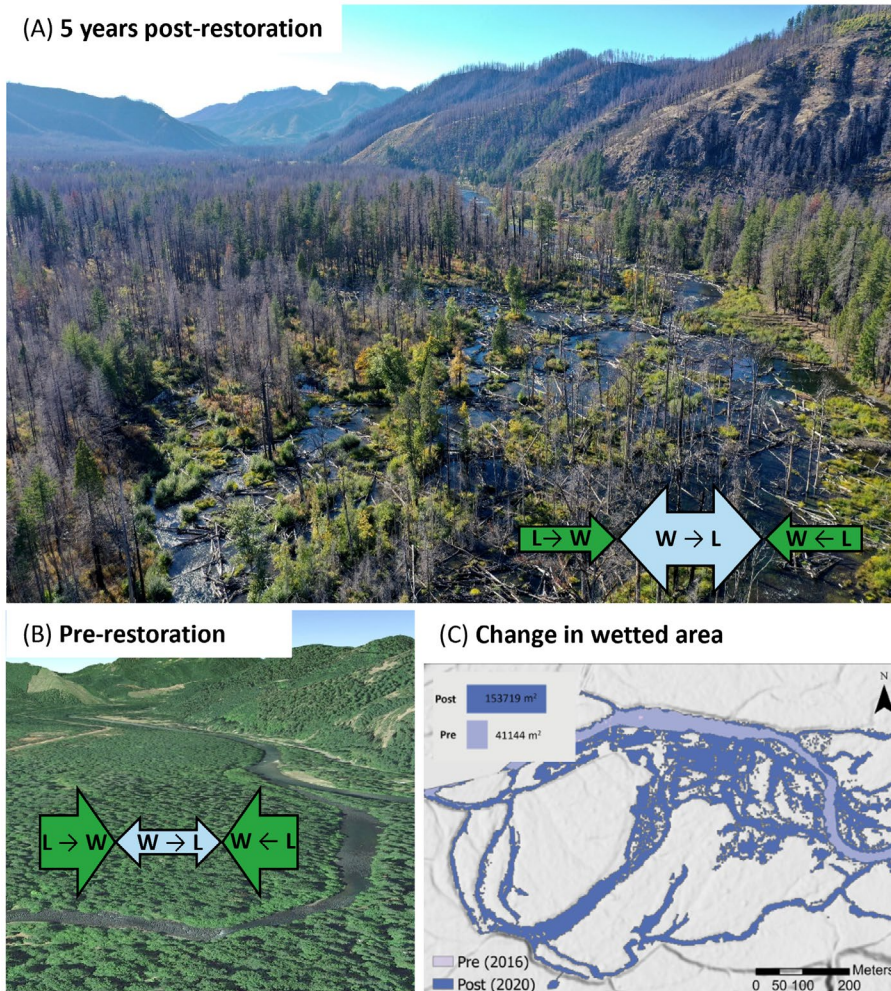 (A) 5 years post-restoration
L → W
W → L
W ← L
(B) Pre-restoration
L → W
W → L
W ← L
(C) Change in wetted area
N
Post
153719 m²
Pre
41144 m²
Pre (2016)
Post (2020)
Meters
0 50 100 200